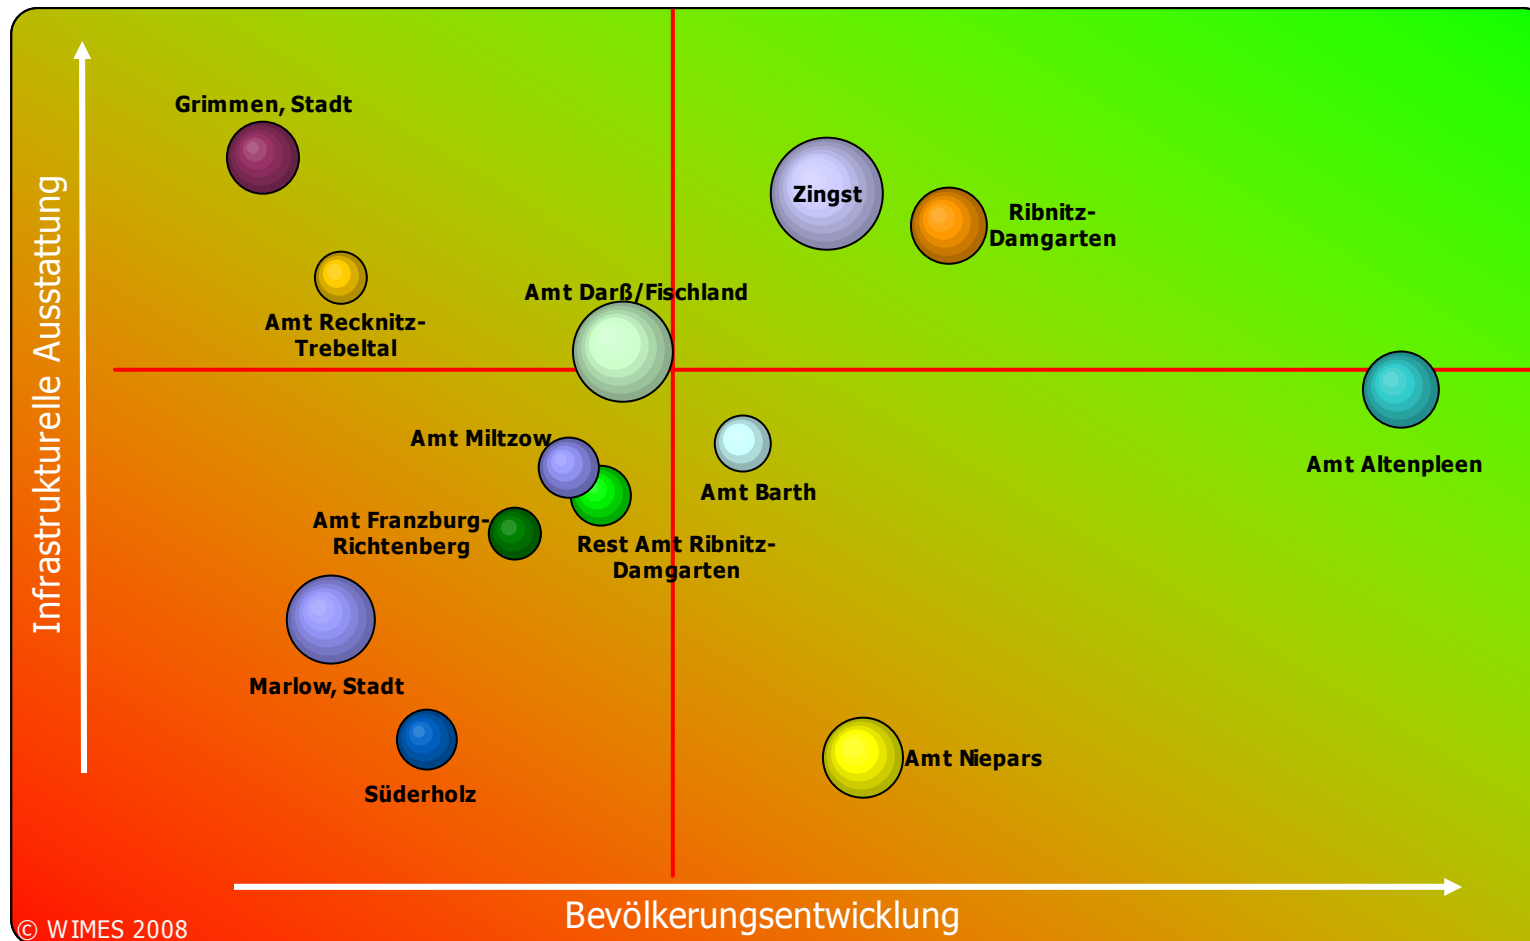 Grimmen, Stadt
Zingst
Ribnitz-
Damgarten
Amt Recknitz-
Trebeltal
Amt Darß/Fischland
Infrastrukturelle Ausstattung
Amt Miltzow
Amt Altenpleen
Amt Barth
Amt Franzburg-
Richtenberg
Rest Amt Ribnitz-
Damgarten
Marlow, Stadt
Amt Niepars
Süderholz
Bevölkerungsentwicklung
© WIMES 2008